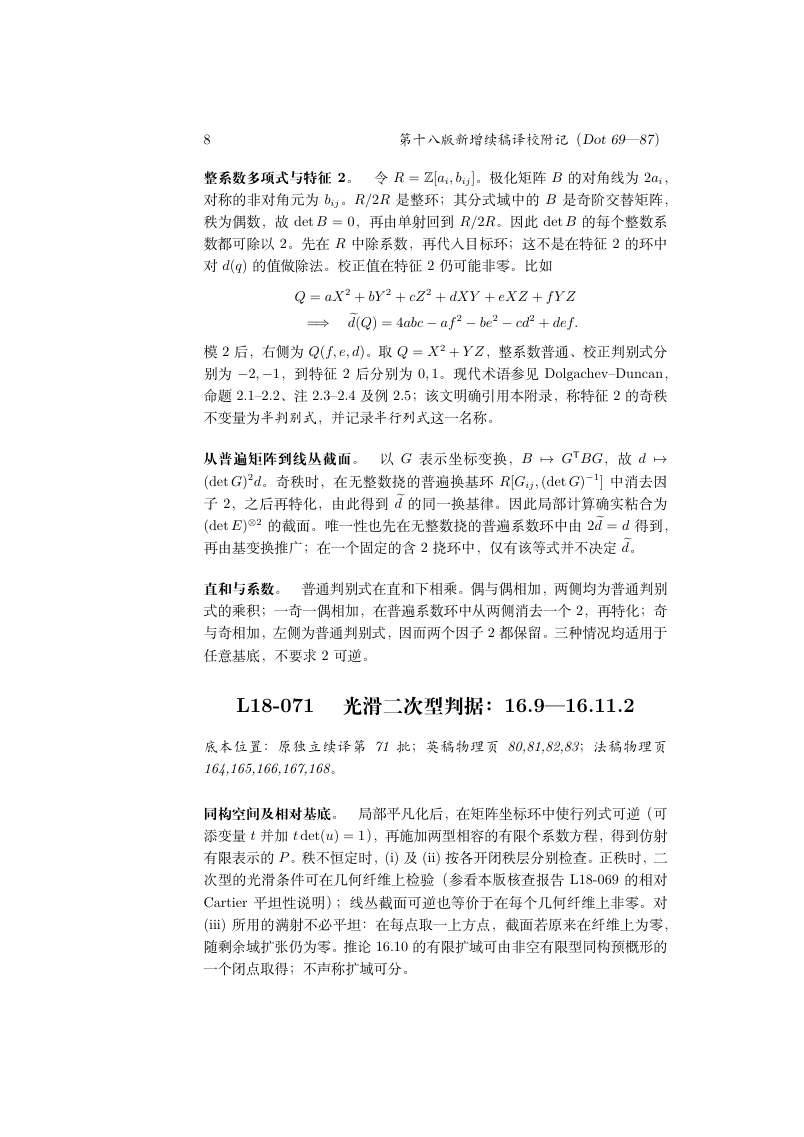 8 第十八版新增续稿译校附记（Dot 69—87）
整系数多项式与特征 2。 令 R = ℤ[aᵢ, bᵢⱼ]。极化矩阵 B 的对角线为 2aᵢ，
对称的非对角元为 bᵢⱼ。R/2R 是整环；其分式域中的 B 是奇阶交替矩阵，
秩为偶数，故 det B = 0，再由单射回到 R/2R。因此 det B 的每个整数系
数都可除以 2。先在 R 中除系数，再代入目标环；这不是在特征 2 的环中
对 d(q) 的值做除法。校正值在特征 2 仍可能非零。比如
Q = aX² + bY² + cZ² + dXY + eXZ + fYZ
⟹ d̃(Q) = 4abc − af² − be² − cd² + def.
模 2 后，右侧为 Q(f, e, d)。取 Q = X² + YZ，整系数普通、校正判别式分
别为 −2, −1，到特征 2 后分别为 0, 1。现代术语参见 Dolgachev–Duncan，
命题 2.1–2.2、注 2.3–2.4 及例 2.5；该文明确引用本附录，称特征 2 的奇秩
不变量为半判别式，并记录半行列式这一名称。
从普遍矩阵到线丛截面。 以 G 表示坐标变换，B ↦ GᵀBG，故 d ↦
(det G)²d。奇秩时，在无整数挠的普遍换基环 R[Gᵢⱼ, (det G)⁻¹] 中消去因
子 2，之后再特化，由此得到 d̃ 的同一换基律。因此局部计算确实粘合为
(det E)^{⊗2} 的截面。唯一性也先在无整数挠的普遍系数环中由 2d̃ = d 得到，
再由基变换推广；在一个固定的含 2 挠环中，仅有该等式并不决定 d̃。
直和与系数。 普通判别式在直和下相乘。偶与偶相加，两侧均为普通判别
式的乘积；一奇一偶相加，在普遍系数环中从两侧消去一个 2，再特化；奇
与奇相加，左侧为普通判别式，因而两个因子 2 都保留。三种情况均适用于
任意基底，不要求 2 可逆。
L18-071 光滑二次型判据：16.9—16.11.2
底本位置：原独立续译第 71 批；英稿物理页 80,81,82,83；法稿物理页
164,165,166,167,168。
同构空间及相对基底。 局部平凡化后，在矩阵坐标环中使行列式可逆（可
添变量 t 并加 t det(u) = 1），再施加两型相容的有限个系数方程，得到仿射
有限表示的 P。秩不恒定时，(i) 及 (ii) 按各开闭秩层分别检查。正秩时，二
次型的光滑条件可在几何纤维上检验（参看本版核查报告 L18-069 的相对
Cartier 平坦性说明）；线丛截面可逆也等价于在每个几何纤维上非零。对
(iii) 所用的满射不必平坦：在每点取一上方点，截面若原来在纤维上为零，
随剩余域扩张仍为零。推论 16.10 的有限扩域可由非空有限型同构预概形的
一个闭点取得；不声称扩域可分。